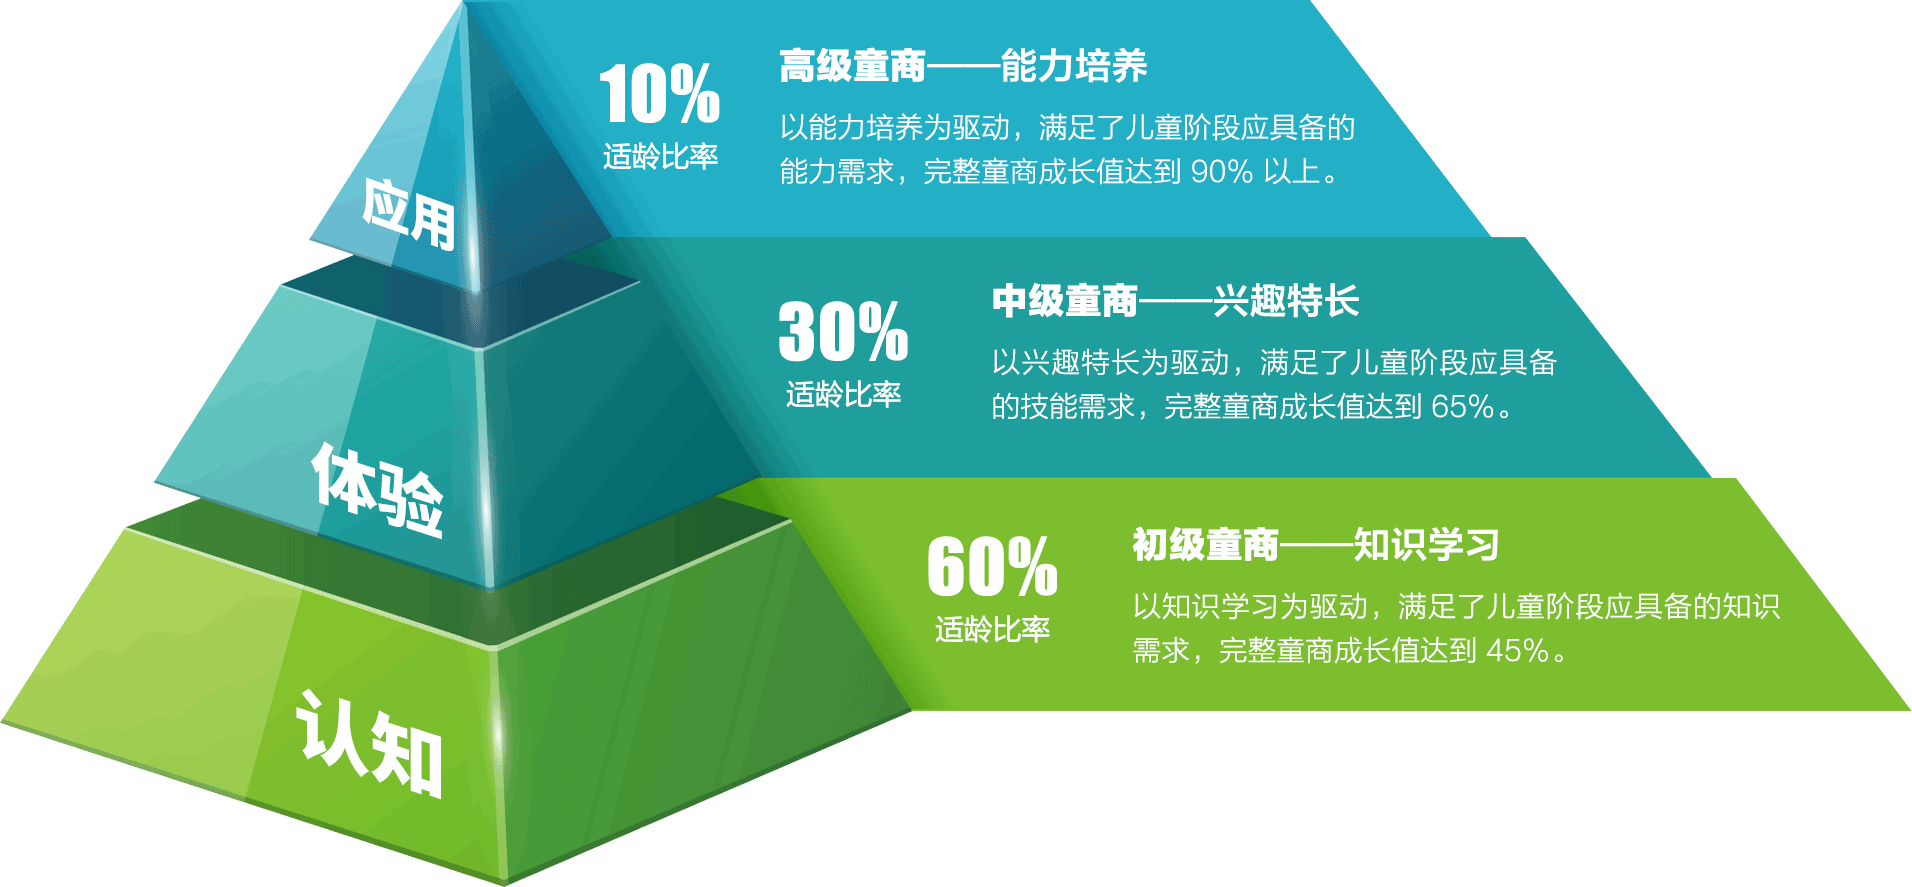 应用
10%
适龄比率
高级童商——能力培养
以能力培养为驱动，满足了儿童阶段应具备的
能力需求，完整童商成长值达到 90% 以上。
体验
30%
适龄比率
中级童商——兴趣特长
以兴趣特长为驱动，满足了儿童阶段应具备
的技能需求，完整童商成长值达到 65%。
认知
60%
适龄比率
初级童商——知识学习
以知识学习为驱动，满足了儿童阶段应具备的知识
需求，完整童商成长值达到 45%。